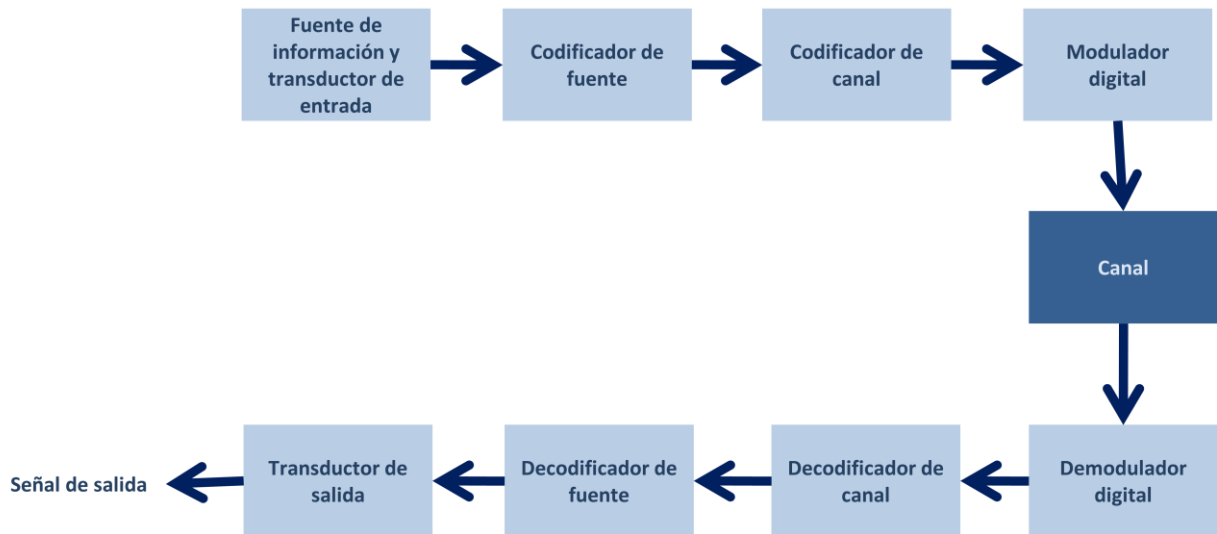 Fuente de
información y
transductor de
entrada
Codificador de
fuente
Codificador de
canal
Modulador
digital
Canal
Señal de salida
Transductor de
salida
Decodificador de
fuente
Decodificador de
canal
Demodulador
digital